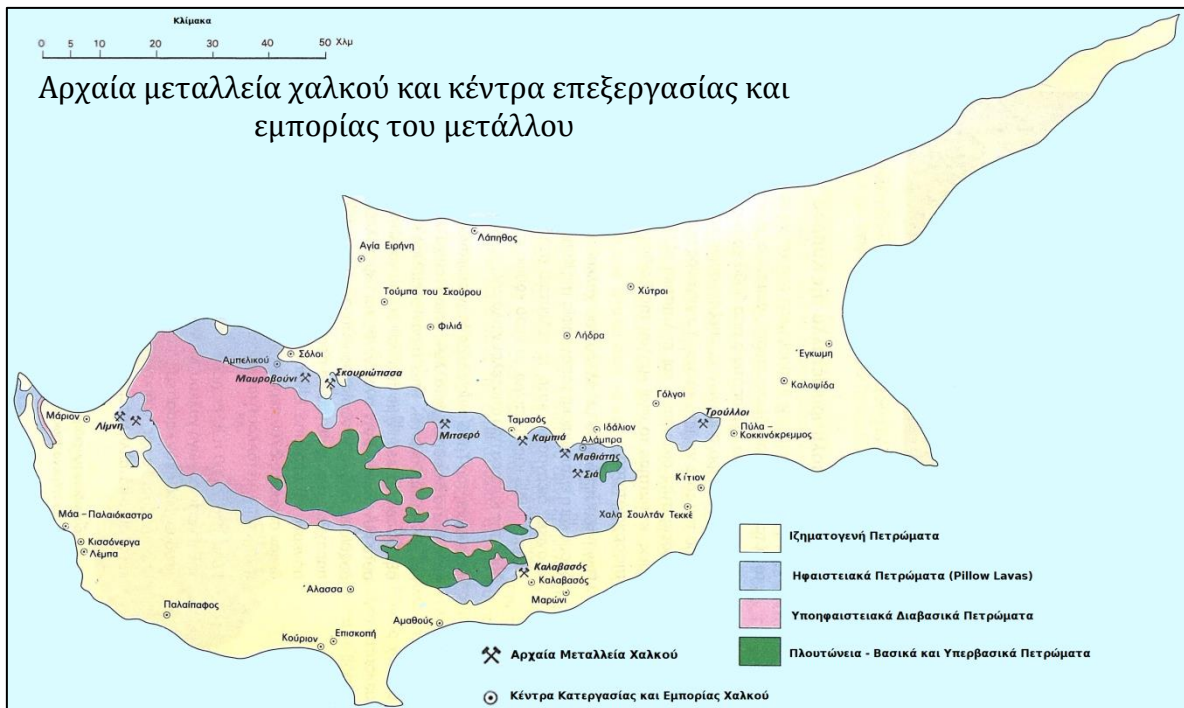 Κλίμακα
0 5 10 20 30 40 50 Χλμ
Αρχαία μεταλλεία χαλκού και κέντρα επεξεργασίας και
εμπορίας του μετάλλου
Λάπηθος
Αγία Ειρήνη
Χύτροι
Τούμπα του Σκούρου
Φιλιά
Λήδρα
Σόλοι
Έγκωμη
Αμπελικού
Μαυροβούνι
Σκουριώτισσα
Καλοψίδα
Γόλγοι
Μάριον
Λίμνη
Τρούλλοι
Μιτσερό
Ταμασός
Καμπιά
Ιδάλιον
Αλάμπρα
Πύλα –
Κοκκινόκρεμμος
Μαθιάτης
Σιά
Κίτιον
Χαλα Σουλτάν Τεκκέ
Μάα – Παλαιόκαστρο
Κισσόνεργα
Λέμπα
Καλαβασός
Καλαβασός
Μαρώνι
Άλασσα
Παλαίπαφος
Αμαθούς
Κούριον
Επισκοπή
Ιζηματογενή Πετρώματα
Ηφαιστειακά Πετρώματα (Pillow Lavas)
Υποηφαιστειακά Διαβασικά Πετρώματα
Πλουτώνεια - Βασικά και Υπερβασικά Πετρώματα
Αρχαία Μεταλλεία Χαλκού
Κέντρα Κατεργασίας και Εμπορίας Χαλκού